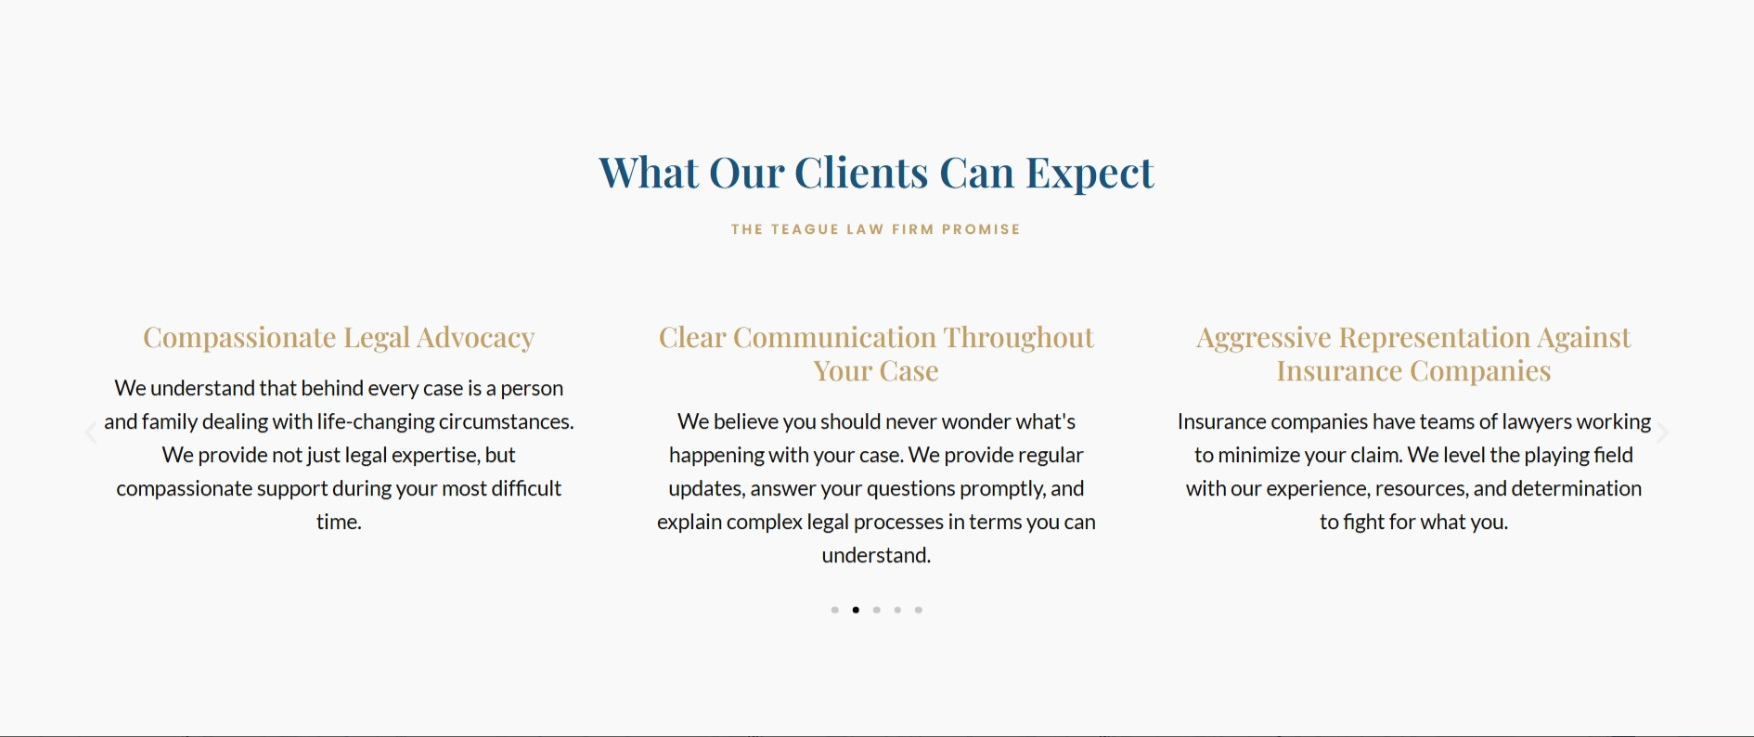 What Our Clients Can Expect
THE TEAGUE LAW FIRM PROMISE
Compassionate Legal Advocacy
We understand that behind every case is a person
and family dealing with life-changing circumstances.
We provide not just legal expertise, but
compassionate support during your most difficult
time.
Clear Communication Throughout
Your Case
We believe you should never wonder what's
happening with your case. We provide regular
updates, answer your questions promptly, and
explain complex legal processes in terms you can
understand.
Aggressive Representation Against
Insurance Companies
Insurance companies have teams of lawyers working
to minimize your claim. We level the playing field
with our experience, resources, and determination
to fight for what you.